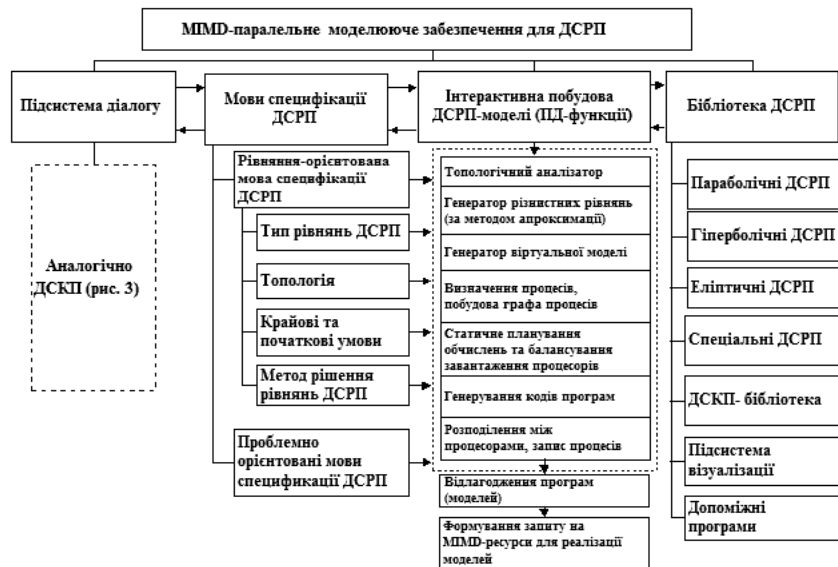 MIMD-паралельне моделююче забезпечення для ДСРП
Підсистема діалогу
Мови специфікації
ДСРП
Інтерактивна побудова
ДСРП-моделі (ПД-функції)
Бібліотека ДСРП
Аналогічно
ДСКП (рис. 3)
Рівняння-орієнтована
мова специфікації
ДСРП
Тип рівнянь ДСРП
Топологія
Крайові та
початкові умови
Метод рішення
рівнянь ДСРП
Проблемно
орієнтовані мови
спецификації ДСРП
Топологічний аналізатор
Генератор різнистних рівнянь
(за методом апроксимації)
Генератор віртуальної моделі
Визначення процесів,
побудова графа процесів
Статичне планування
обчислень та балансування
завантаження процесорів
Генерування кодів програм
Розподілення між
процесорами, запис процесів
Відлагодження програм
(моделей)
Формування запиту на
MIMD-ресурси для реалізації
моделей
Параболічні ДСРП
Гіперболічні ДСРП
Еліптичні ДСРП
Спеціальні ДСРП
ДСКП- бібліотека
Підсистема
візуалізації
Допоміжні
програми